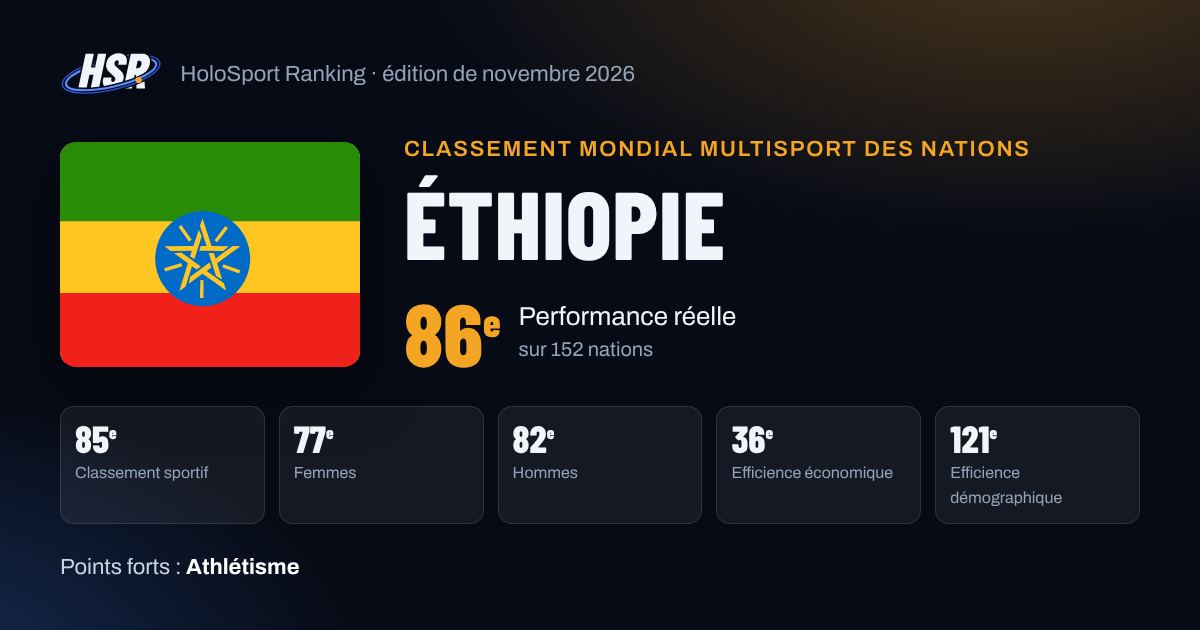 HSR
HoloSport Ranking · édition de novembre 2026
CLASSEMENT MONDIAL MULTISPORT DES NATIONS
ÉTHIOPIE
86e
Performance réelle
sur 152 nations
85e
Classement sportif
77e
Femmes
82e
Hommes
36e
Efficience économique
121e
Efficience
démographique
Points forts : Athlétisme